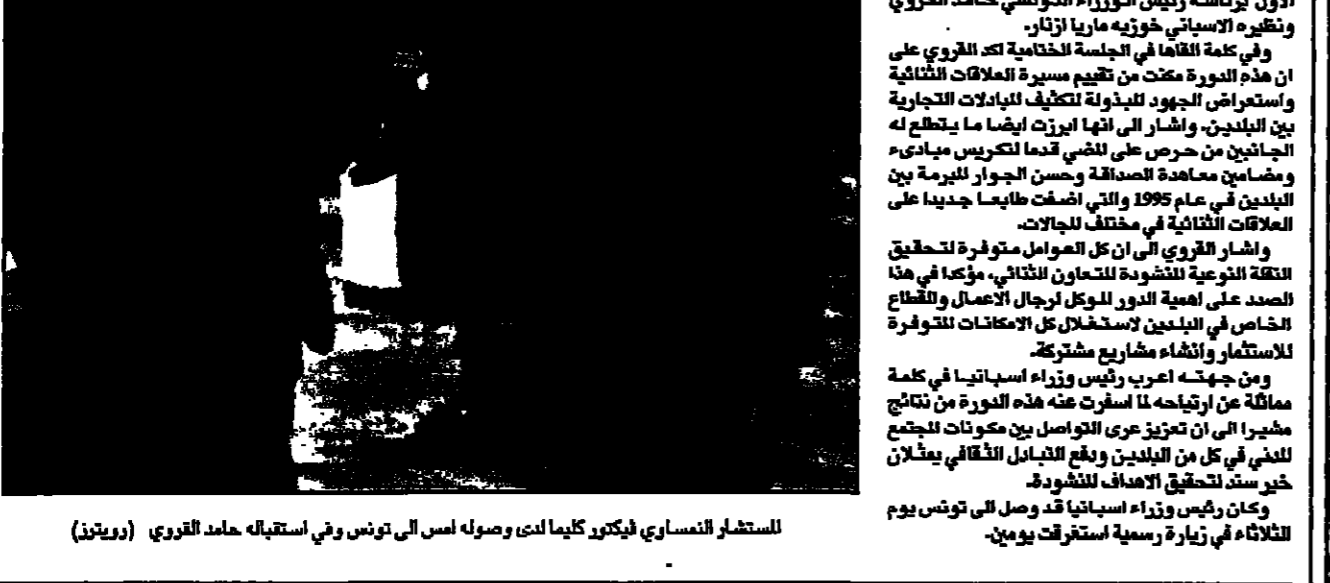 الاول برئاسة رئيس الوزراء التونسي حامد القروي
ونظيره الاسباني خوزيه ماريا ازنار.
وفي كلمة القاها في الجلسة الختامية اكد القروي على
ان هذه الدورة مكنت من تقييم مسيرة العلاقات الثنائية
واستعراض الجهود المبذولة لتكثيف المبادلات التجارية
بين البلدين. واشار الى انها ابرزت ايضا ما يتطلع له
الجانبين من حرص على المضي قدما لتكريس مبادىء
ومضامين معاهدة الصداقة وحسن الجوار المبرمة بين
البلدين في عام 1995 والتي اضفت طابعا جديدا على
العلاقات الثنائية في مختلف المجالات.
واشار القروي الى ان كل العوامل متوفرة لتحقيق
النقلة النوعية المنشودة للتعاون الثنائي، مؤكدا في هذا
الصدد على اهمية الدور الموكل لرجال الاعمال والقطاع
الخاص في البلدين لاستغلال كل الامكانات المتوفرة
للاستثمار وانشاء مشاريع مشتركة.
ومن جهته اعرب رئيس وزراء اسبانيا في كلمة
مماثلة عن ارتياحه لما اسفرت عنه هذه الدورة من نتائج
مشيرا الى ان تعزيز عرى التواصل بين مكونات المجتمع
المدني في كل من البلدين ودفع التبادل الثقافي يمثلان
خير سند لتحقيق الاهداف المنشودة.
وكان رئيس وزراء اسبانيا قد وصل الى تونس يوم
الثلاثاء في زيارة رسمية استغرقت يومين.
المستشار النمساوي فيكتور كليما لدى وصوله امس الى تونس وفي استقباله حامد القروي (رويترز)